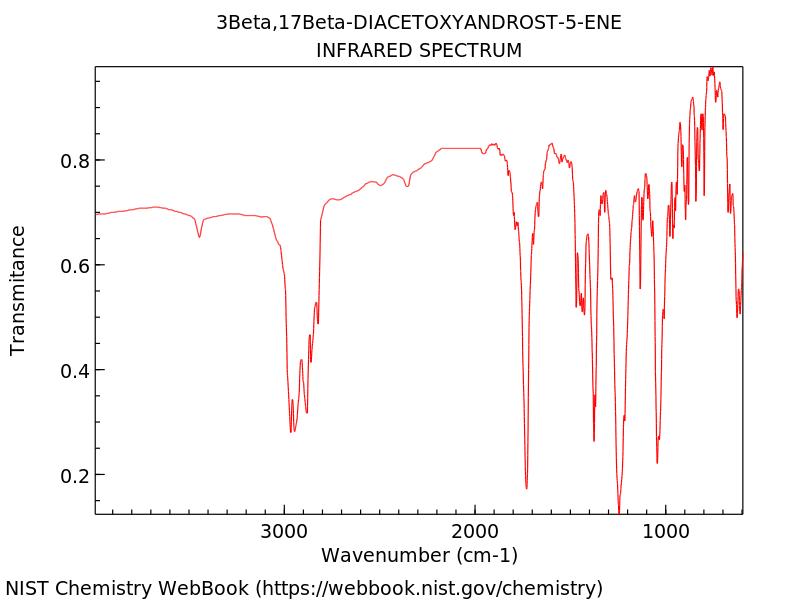 3Beta,17Beta-DIACETOXYANDROST-5-ENE
INFRARED SPECTRUM
0.8
0.6
0.4
0.2
Transmitance
3000 2000 1000
Wavenumber (cm-1)
NIST Chemistry WebBook (https://webbook.nist.gov/chemistry)